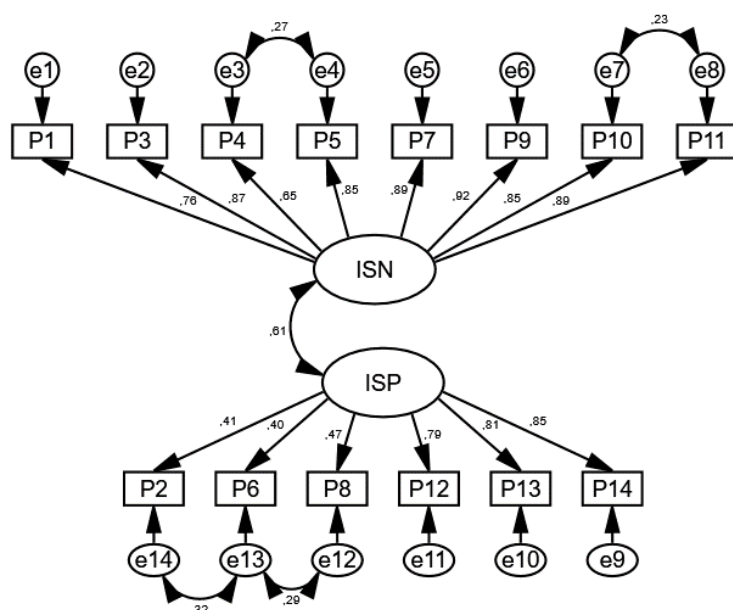 ,27
,23
e1 e2 e3 e4 e5 e6 e7 e8
P1 P3 P4 P5 P7 P9 P10 P11
,76 ,87 ,65 ,85 ,89 ,92 ,85 ,89
ISN
,61
ISP
,41 ,40 ,47 ,79 ,81 ,85
P2 P6 P8 P12 P13 P14
e14 e13 e12 e11 e10 e9
,32 ,29